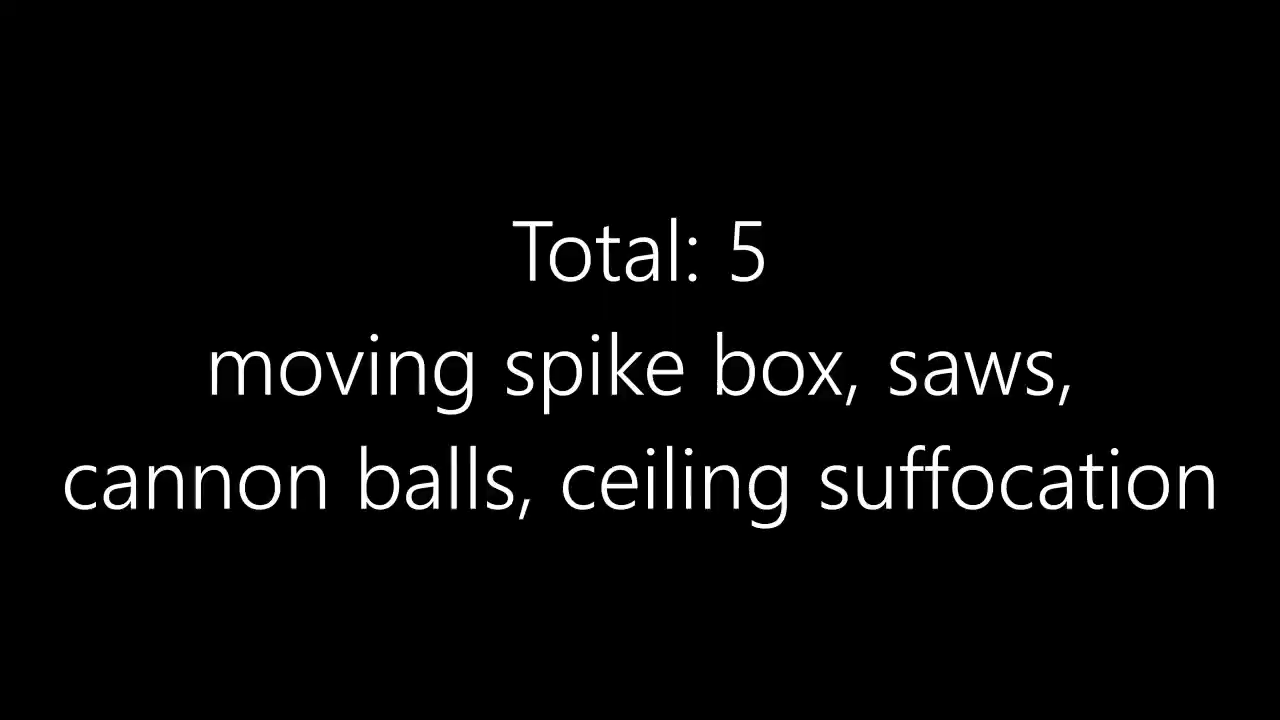 Total: 5
moving spike box, saws,
cannon balls, ceiling suffocation